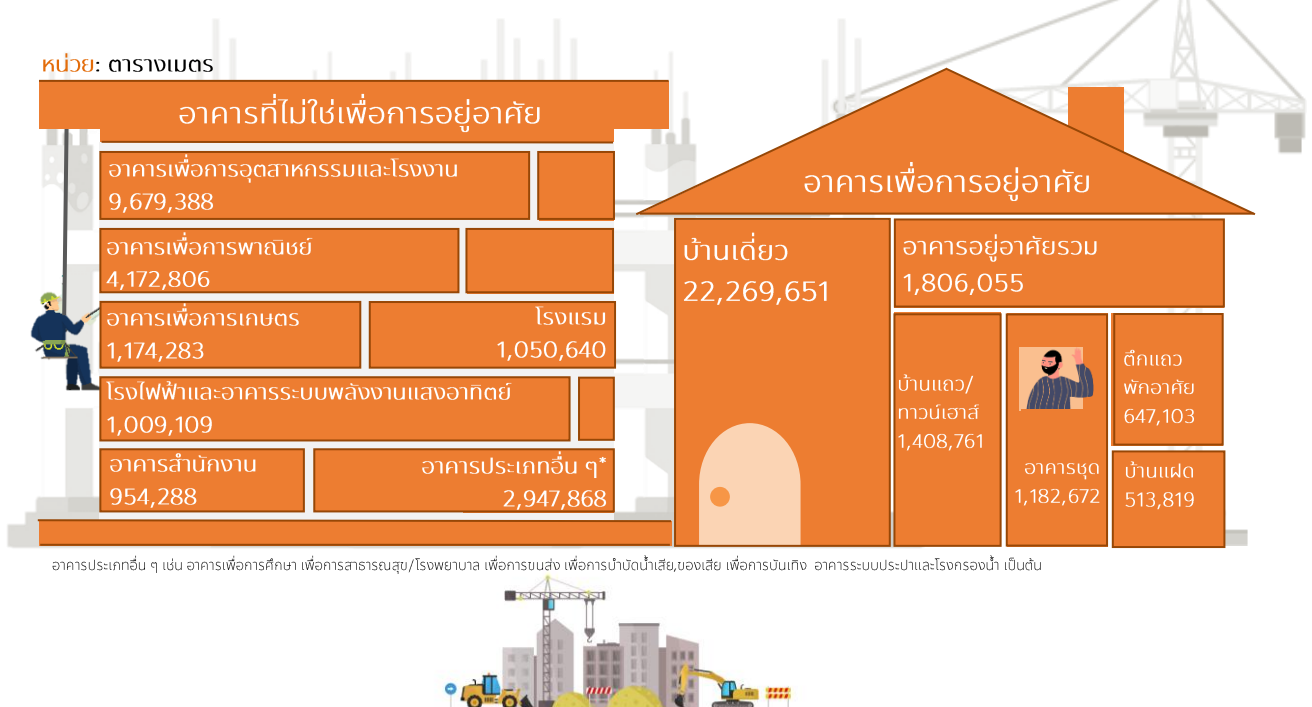 หน่วย: ตารางเมตร
อาคารที่ไม่ใช่เพื่อการอยู่อาศัย
อาคารเพื่อการอุตสาหกรรมและโรงงาน
9,679,388
อาคารเพื่อการพาณิชย์
4,172,806
อาคารเพื่อการเกษตร
1,174,283
โรงแรม
1,050,640
โรงไฟฟ้าและอาคารระบบพลังงานแสงอาทิตย์
1,009,109
อาคารสำนักงาน
954,288
อาคารประเภทอื่น ๆ*
2,947,868
อาคารเพื่อการอยู่อาศัย
บ้านเดี่ยว
22,269,651
อาคารอยู่อาศัยรวม
1,806,055
บ้านแถว/
ทาวน์เฮาส์
1,408,761
อาคารชุด
1,182,672
ตึกแถว
พักอาศัย
647,103
บ้านแฝด
513,819
อาคารประเภทอื่น ๆ เช่น อาคารเพื่อการศึกษา เพื่อการสาธารณสุข/โรงพยาบาล เพื่อการขนส่ง เพื่อการบำบัดน้ำเสีย,ของเสีย เพื่อการบันเทิง อาคารระบบประปาและโรงกรองน้ำ เป็นต้น